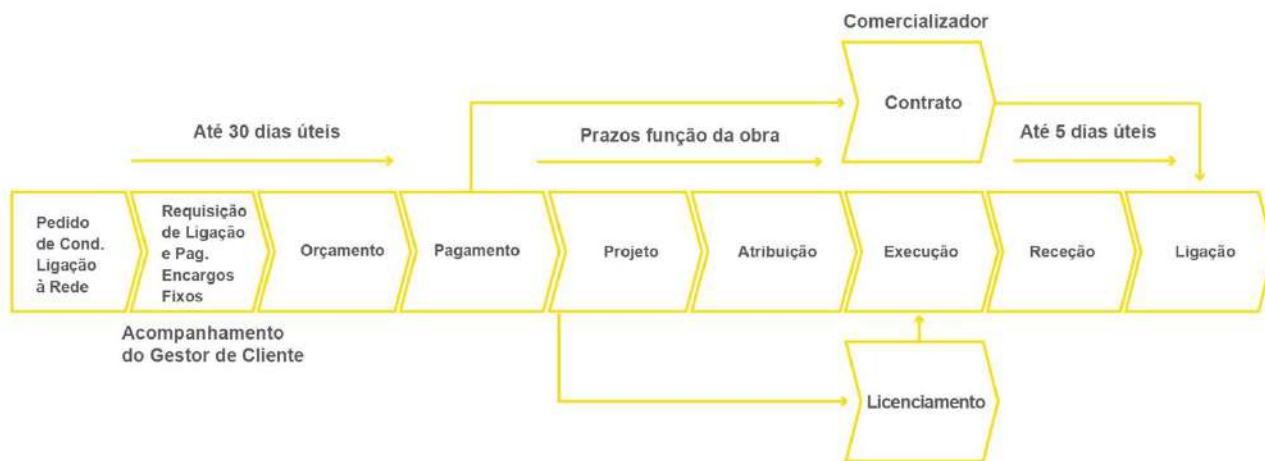 Comercializador
Contrato
Até 30 dias úteis
Prazos função da obra
Até 5 dias úteis
Pedido
de Cond.
Ligação
à Rede
Requisição
de Ligação
e Pag.
Encargos
Fixos
Orçamento
Pagamento
Projeto
Atribuição
Execução
Receção
Ligação
Acompanhamento
do Gestor de Cliente
Licenciamento